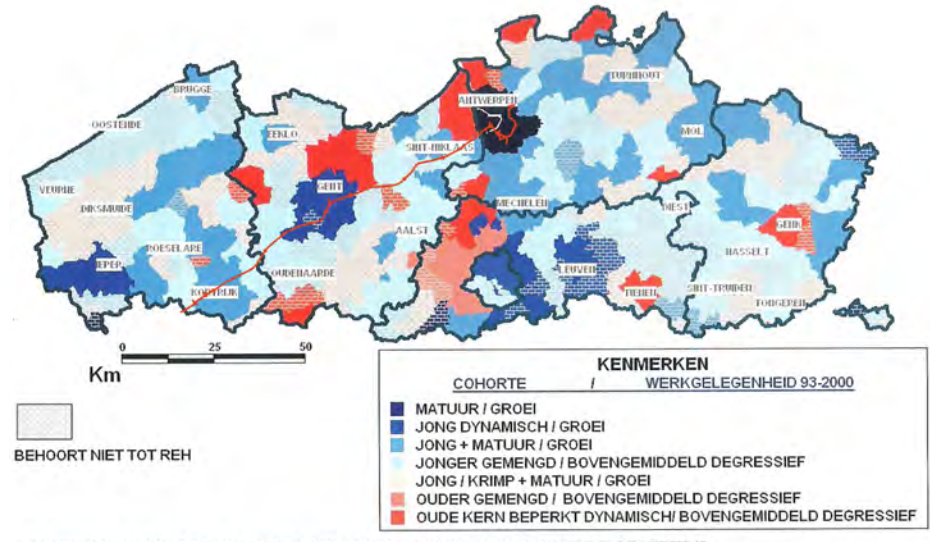 BRUGGE
OOSTENDE
VEURNE
DIKSMUIDE
IEPER
ROESELARE
KORTRIJK
EEKLO
GENT
OUDENAARDE
AALST
SINT-NIKLAAS
ANTWERPEN
TURNHOUT
MOL
MECHELEN
DIEST
GENK
HASSELT
LEUVEN
TIENEN
SINT-TRUIDEN
TONGEREN
0 25 50
Km
BEHOORT NIET TOT REH
KENMERKEN
COHORTE / WERKGELEGENHEID 93-2000
MATUUR / GROEI
JONG DYNAMISCH / GROEI
JONG + MATUUR / GROEI
JONGER GEMENGD / BOVENGEMIDDELD DEGRESSIEF
JONG / KRIMP + MATUUR / GROEI
OUDER GEMENGD / BOVENGEMIDDELD DEGRESSIEF
OUDE KERN BEPERKT DYNAMISCH/ BOVENGEMIDDELD DEGRESSIEF